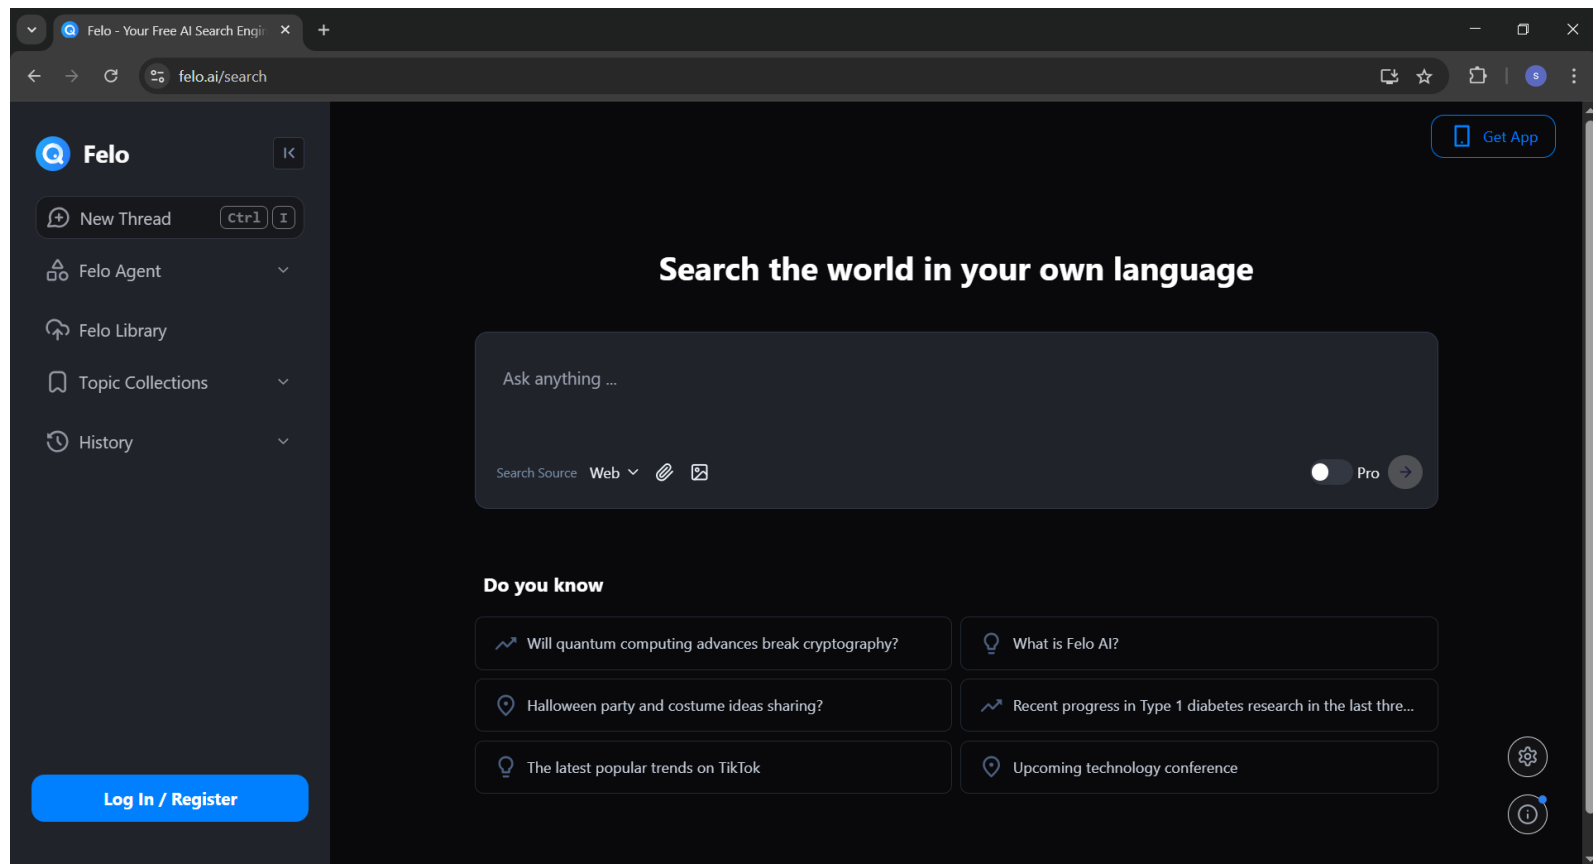 Felo - Your Free AI Search Engin
felo.ai/search
S
Felo
Get App
New Thread Ctrl I
Felo Agent
Felo Library
Topic Collections
History
Log In / Register
Search the world in your own language
Ask anything ...
Search Source Web Pro
Do you know
Will quantum computing advances break cryptography?
What is Felo AI?
Halloween party and costume ideas sharing?
Recent progress in Type 1 diabetes research in the last thre...
The latest popular trends on TikTok
Upcoming technology conference